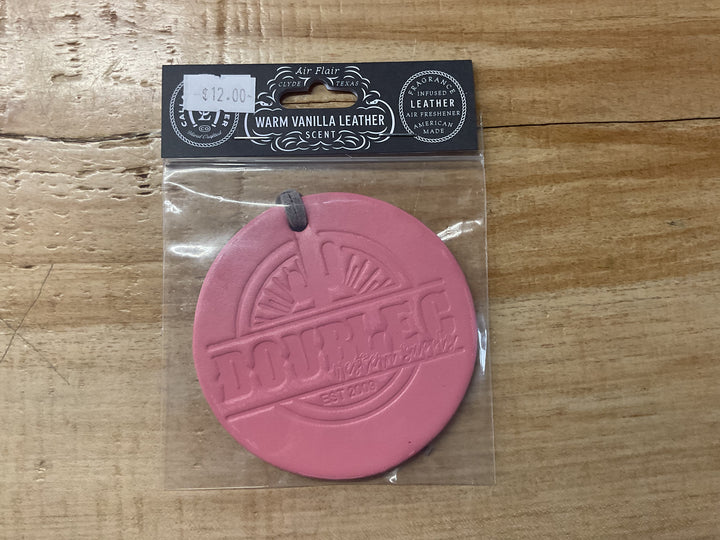 $12.00
Air Flair
CLYDE TEXAS
WARM VANILLA LEATHER
SCENT
FRAGRANCE
INFUSED
LEATHER
AIR FRESHENER
AMERICAN
MADE
DOUBLE C
EST 2009